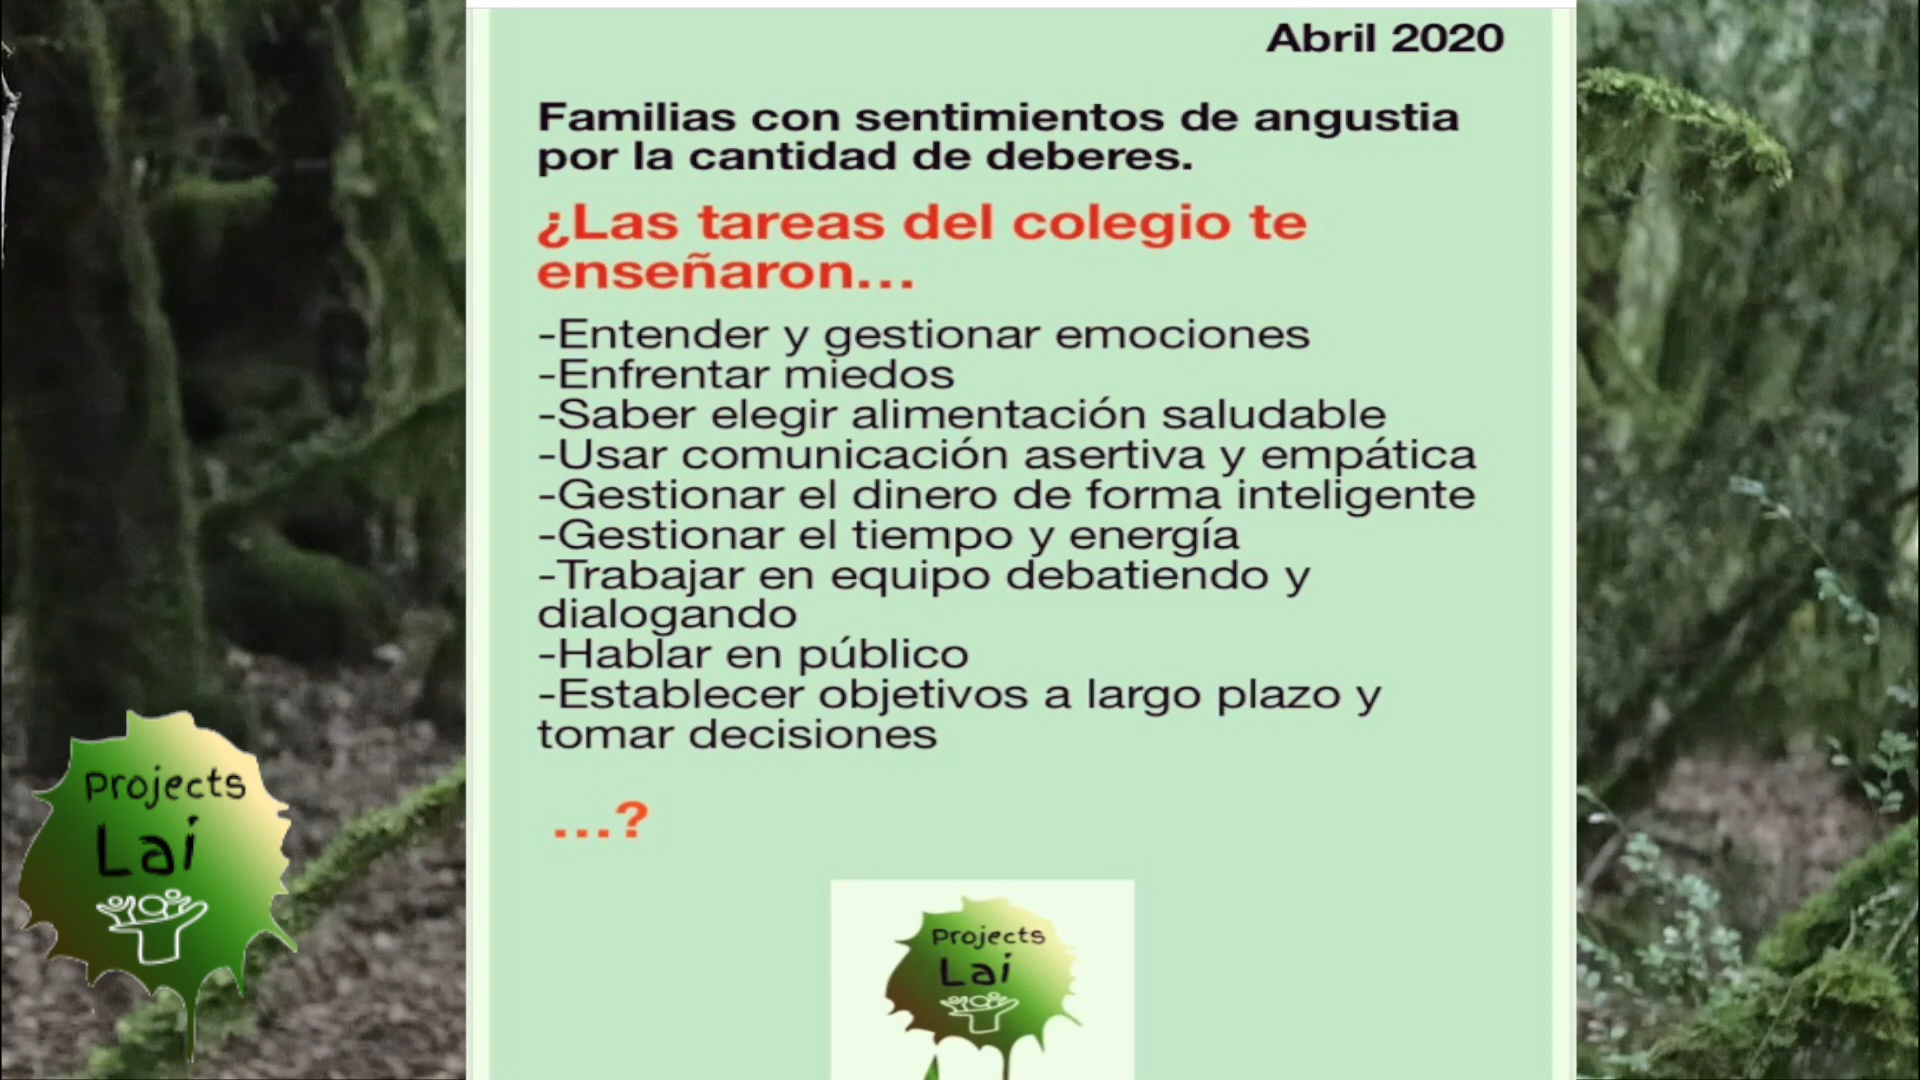 Abril 2020
Familias con sentimientos de angustia
por la cantidad de deberes.
¿Las tareas del colegio te
enseñaron...
-Entender y gestionar emociones
-Enfrentar miedos
-Saber elegir alimentación saludable
-Usar comunicación asertiva y empática
-Gestionar el dinero de forma inteligente
-Gestionar el tiempo y energía
-Trabajar en equipo debatiendo y
dialogando
-Hablar en público
-Establecer objetivos a largo plazo y
tomar decisiones
...?
Projects
Lai
Projects
Lai